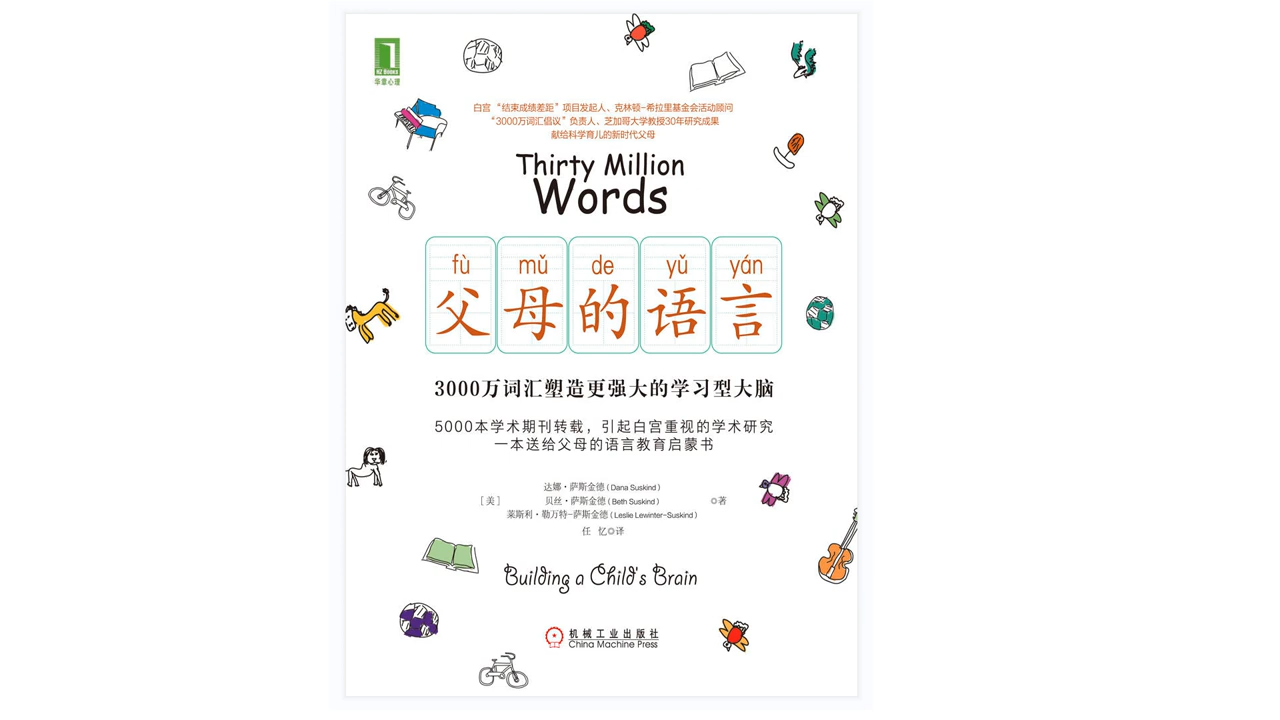 HZ Books
华章心理
白宫“结束成绩差距”项目发起人、克林顿-希拉里基金会活动顾问
“3000万词汇倡议”负责人、芝加哥大学教授30年研究成果
献给科学育儿的新时代父母
Thirty Million
Words
fù mǔ de yǔ yán
父母的语言
3000万词汇塑造更强大的学习型大脑
5000本学术期刊转载，引起白宫重视的学术研究
一本送给父母的语言教育启蒙书
达娜·萨斯金德（Dana Suskind）
［美］ 贝丝·萨斯金德（Beth Suskind） ◎著
莱斯利·勒万特-萨斯金德（Leslie Lewinter-Suskind）
任 忆◎译
Building a Child's Brain
机械工业出版社
China Machine Press